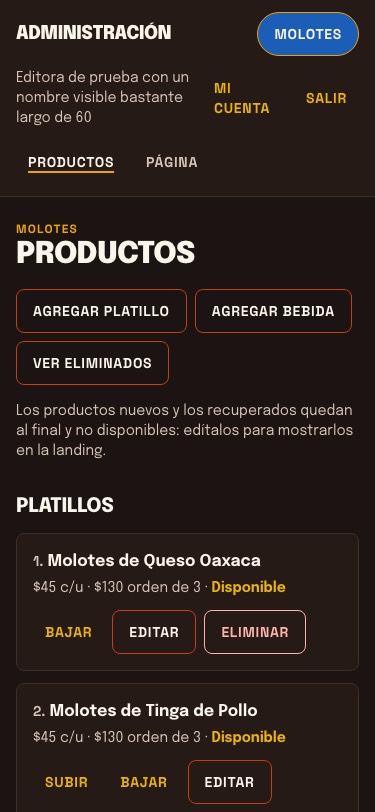 ADMINISTRACIÓN
MOLOTES
Editora de prueba con un
nombre visible bastante
largo de 60
MI
CUENTA
SALIR
PRODUCTOS
PÁGINA
MOLOTES
PRODUCTOS
AGREGAR PLATILLO
AGREGAR BEBIDA
VER ELIMINADOS
Los productos nuevos y los recuperados quedan
al final y no disponibles: edítalos para mostrarlos
en la landing.
PLATILLOS
1. Molotes de Queso Oaxaca
$45 c/u · $130 orden de 3 · Disponible
BAJAR
EDITAR
ELIMINAR
2. Molotes de Tinga de Pollo
$45 c/u · $130 orden de 3 · Disponible
SUBIR
BAJAR
EDITAR